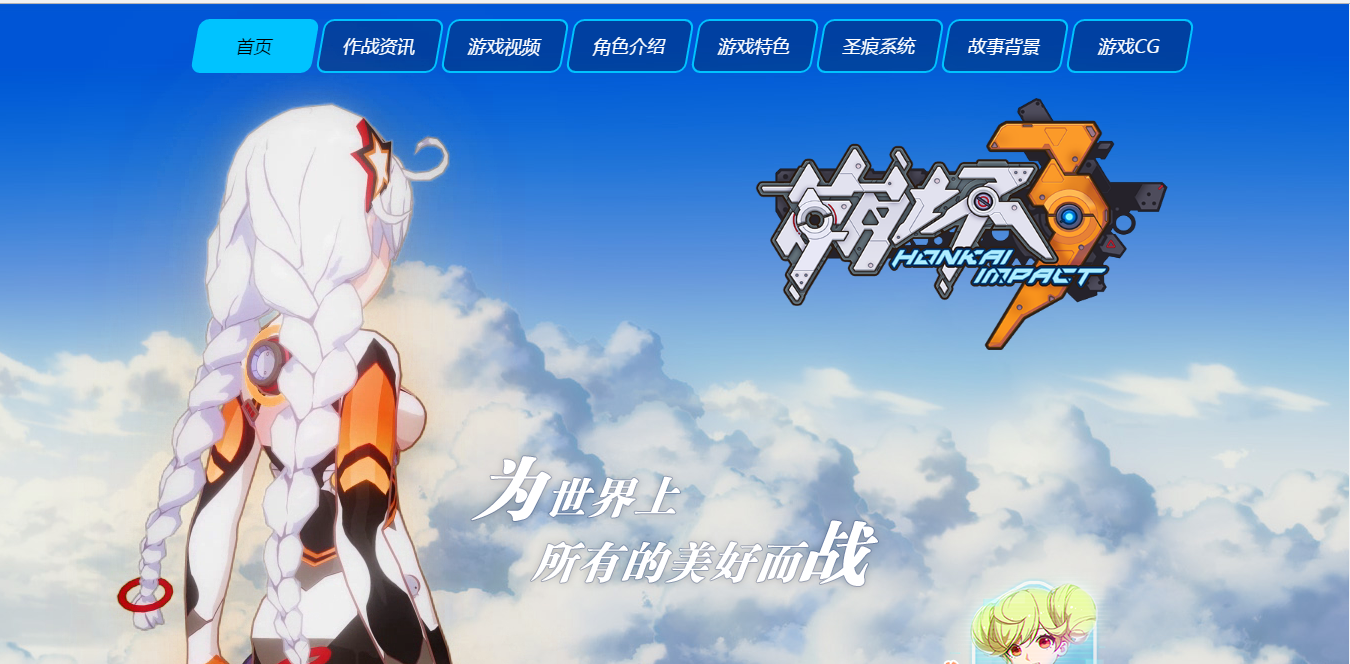 首页 作战资讯 游戏视频 角色介绍 游戏特色 圣痕系统 故事背景 游戏CG
崩坏3
HONKAI
IMPACT
为世界上
所有的美好而战